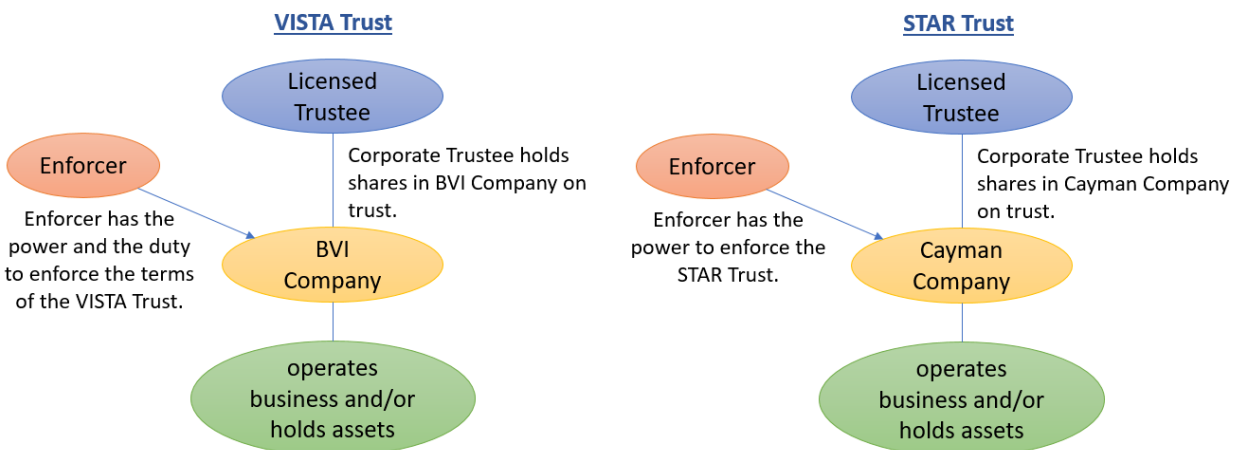 VISTA Trust
Licensed
Trustee
Enforcer
Corporate Trustee holds
shares in BVI Company on
trust.
Enforcer has the
power and the duty
to enforce the terms
of the VISTA Trust.
BVI
Company
operates
business and/or
holds assets
STAR Trust
Licensed
Trustee
Enforcer
Corporate Trustee holds
shares in Cayman Company
on trust.
Enforcer has the
power to enforce the
STAR Trust.
Cayman
Company
operates
business and/or
holds assets